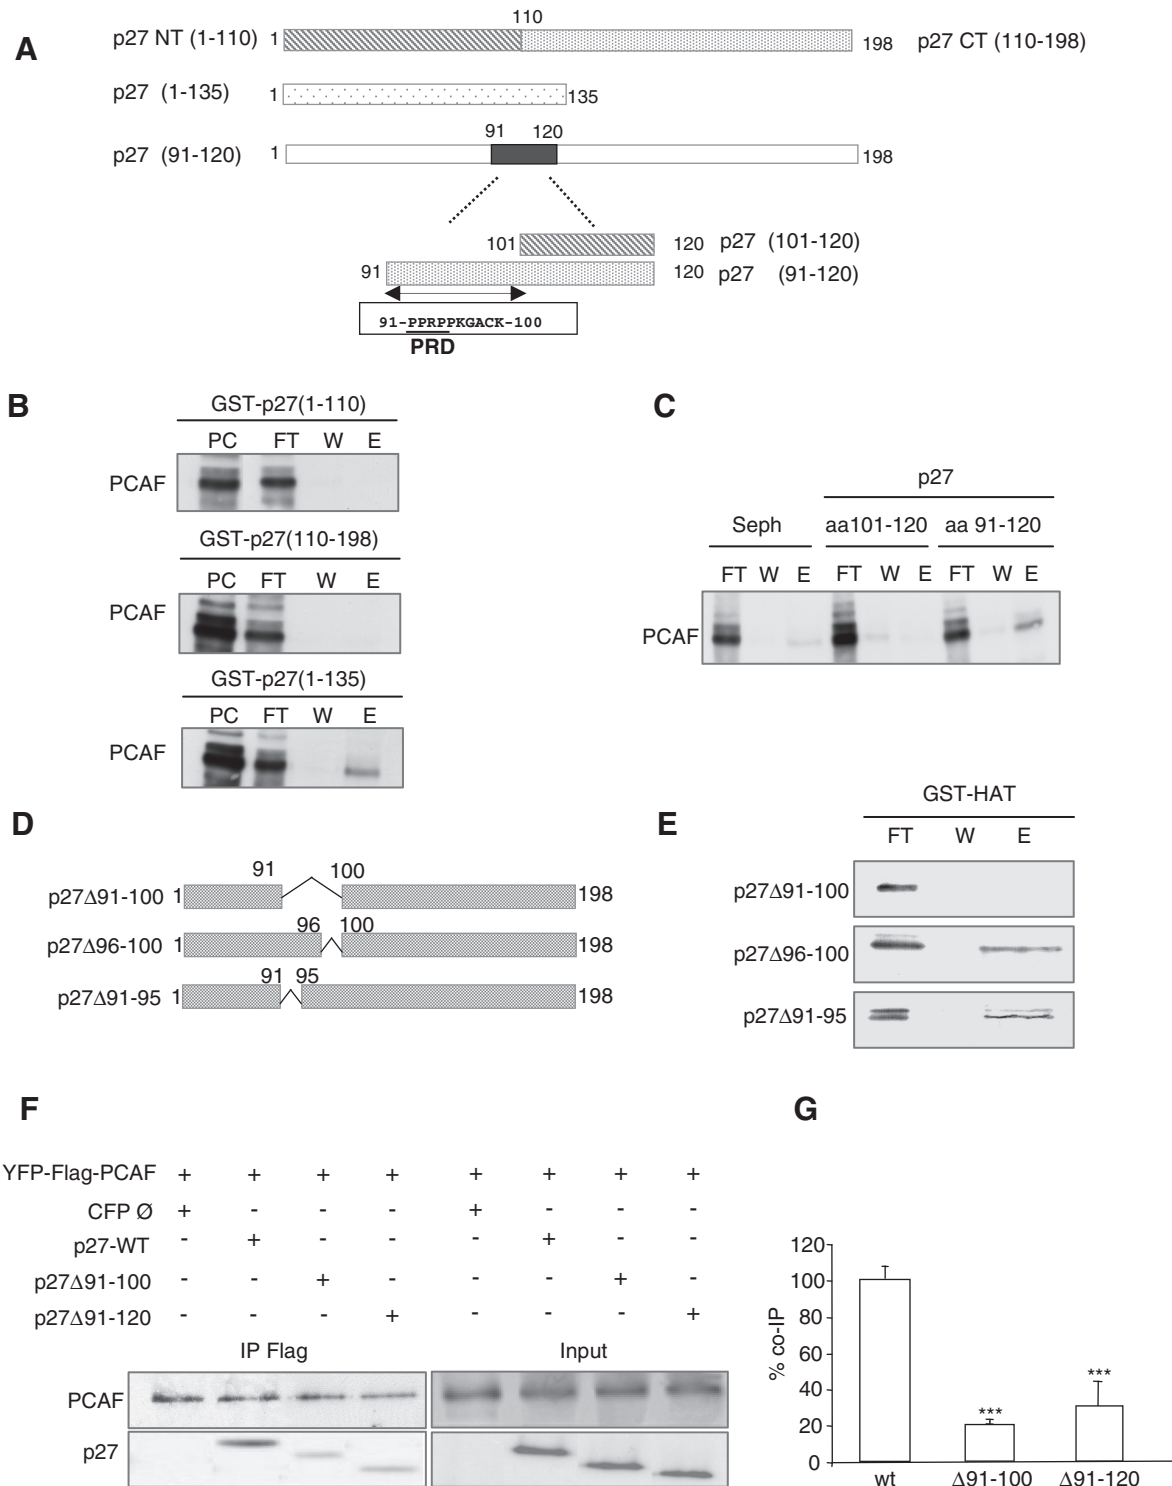 A
110
p27 NT (1-110) 1 198 p27 CT (110-198)
p27 (1-135) 1 135
91 120
p27 (91-120) 1 198
101 120 p27 (101-120)
91 120 p27 (91-120)
91-PPRPPKGACK-100
PRD
B
GST-p27(1-110)
PC FT W E
PCAF
GST-p27(110-198)
PC FT W E
PCAF
GST-p27(1-135)
PC FT W E
PCAF
C
p27
Seph aa101-120 aa 91-120
FT W E FT W E FT W E
PCAF
D
91 100
p27Δ91-100 1 198
96 100
p27Δ96-100 1 198
91 95
p27Δ91-95 1 198
E
GST-HAT
FT W E
p27Δ91-100
p27Δ96-100
p27Δ91-95
F
YFP-Flag-PCAF + + + + + + + +
CFP Ø + - - - + - - -
p27-WT - + - - - + - -
p27Δ91-100 - - + - - - + -
p27Δ91-120 - - - + - - - +
IP Flag Input
PCAF
p27
G
% co-IP
120
100
80
60
40
20
0
*** ***
wt Δ91-100 Δ91-120